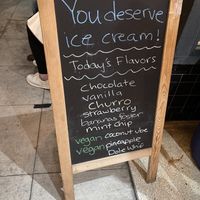 You deserve
ice cream!
Today's Flavors
Chocolate
vanilla
Churro
strawberry
bananas foster
mint chip
vegan coconut ube
vegan pineapple
Dole Whip